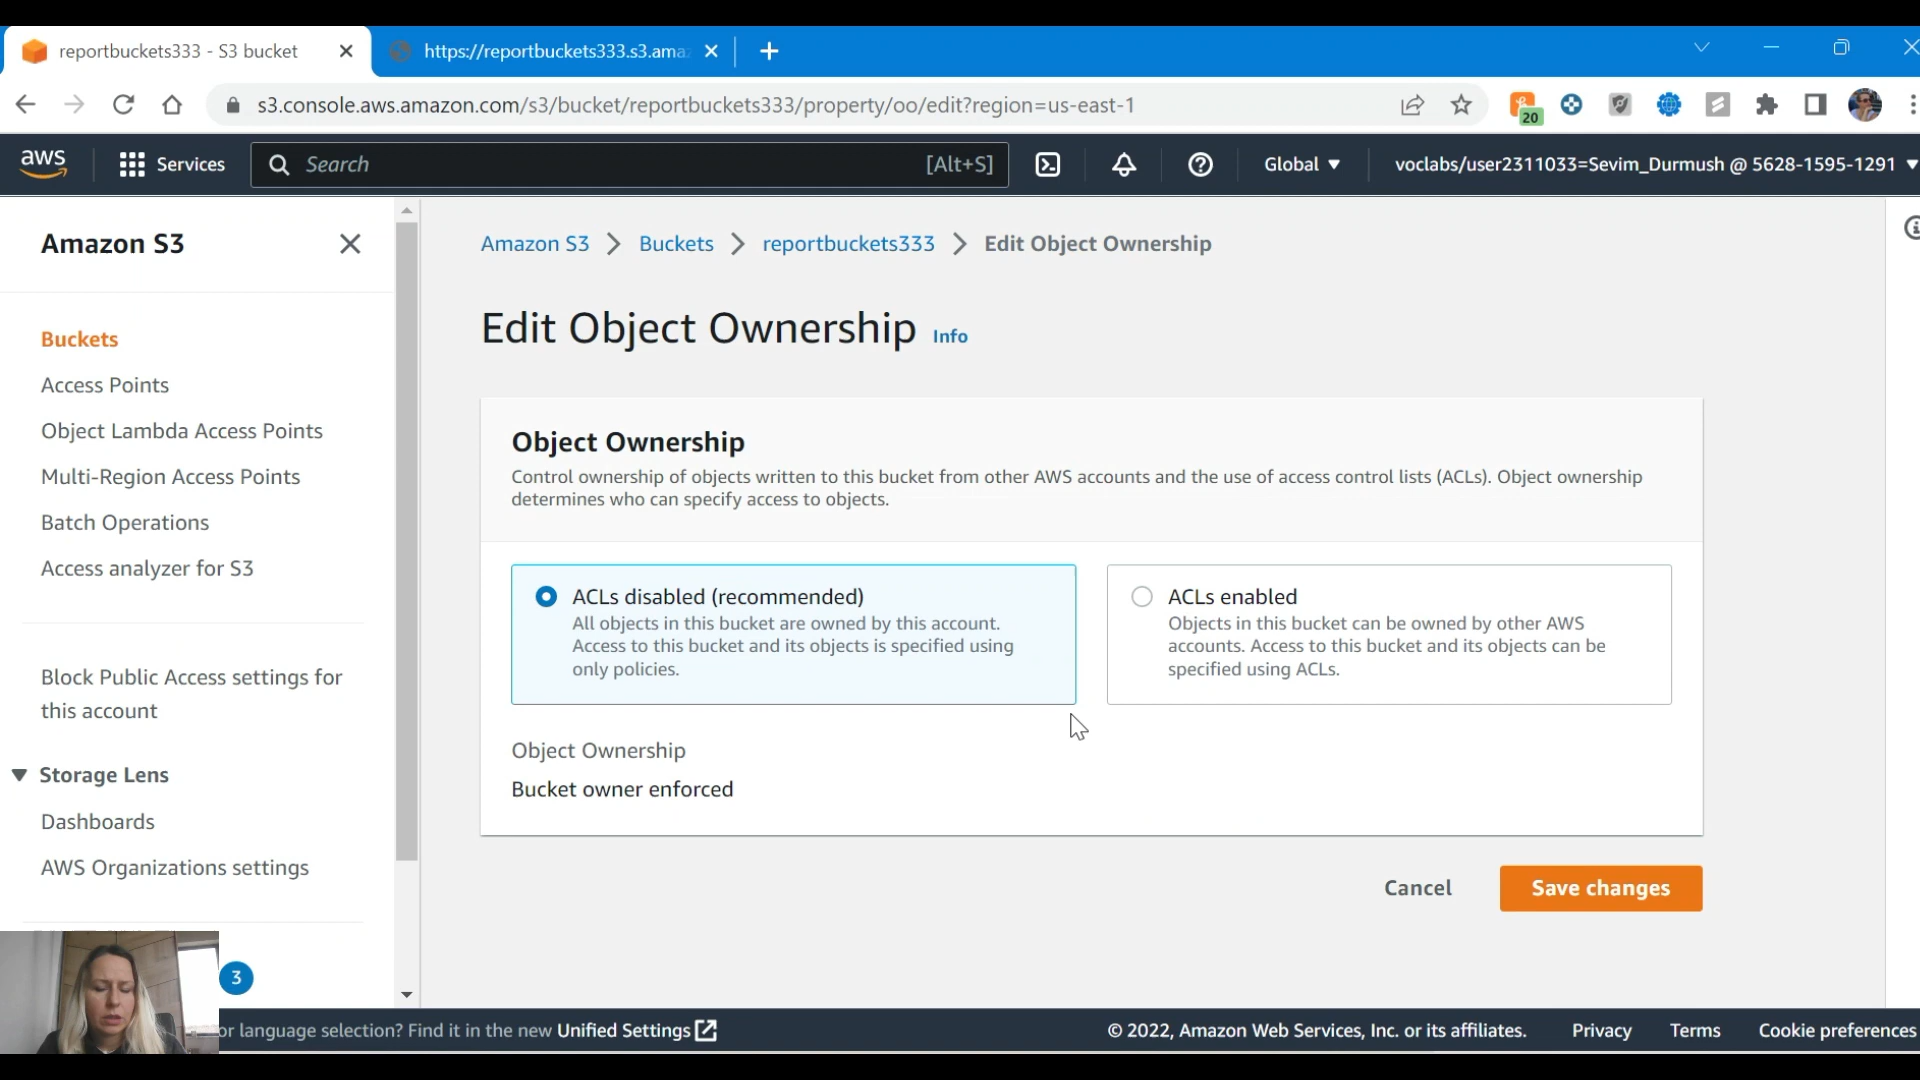 reportbuckets333 - S3 bucket
https://reportbuckets333.s3.ama
s3.console.aws.amazon.com/s3/bucket/reportbuckets333/property/oo/edit?region=us-east-1
20
aws
Services
Search
[Alt+S]
Global
voclabs/user2311033=Sevim_Durmush @ 5628-1595-1291
Amazon S3
Buckets
Access Points
Object Lambda Access Points
Multi-Region Access Points
Batch Operations
Access analyzer for S3
Block Public Access settings for
this account
Storage Lens
Dashboards
AWS Organizations settings
3
Amazon S3 > Buckets > reportbuckets333 > Edit Object Ownership
Edit Object Ownership Info
Object Ownership
Control ownership of objects written to this bucket from other AWS accounts and the use of access control lists (ACLs). Object ownership
determines who can specify access to objects.
ACLs disabled (recommended)
All objects in this bucket are owned by this account.
Access to this bucket and its objects is specified using
only policies.
ACLs enabled
Objects in this bucket can be owned by other AWS
accounts. Access to this bucket and its objects can be
specified using ACLs.
Object Ownership
Bucket owner enforced
Cancel
Save changes
or language selection? Find it in the new Unified Settings
© 2022, Amazon Web Services, Inc. or its affiliates.
Privacy
Terms
Cookie preferences